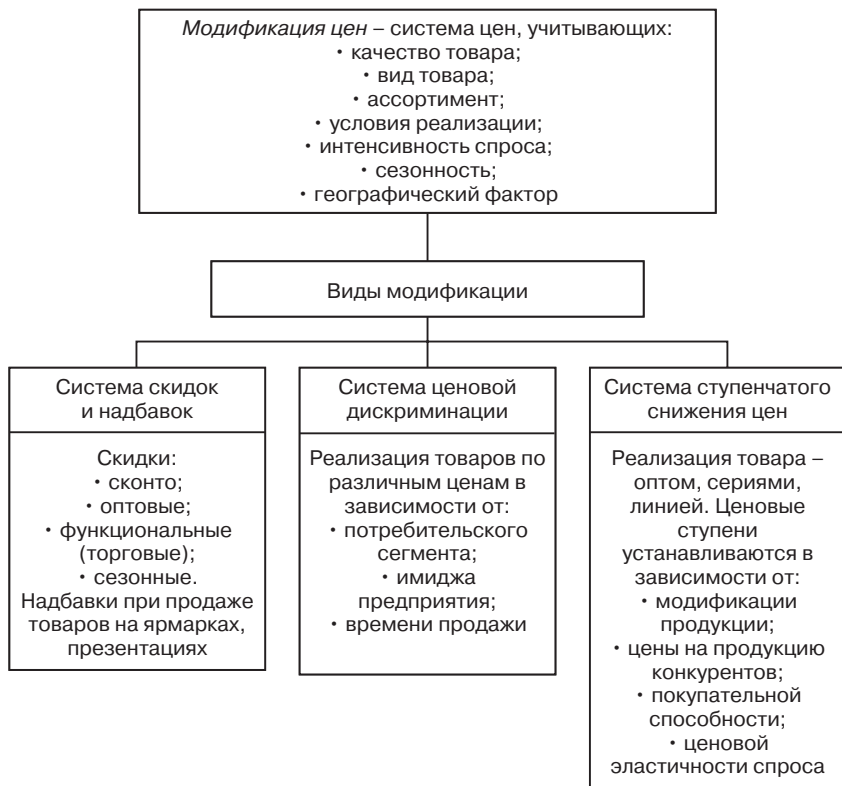 Модификация цен – система цен, учитывающих:
• качество товара;
• вид товара;
• ассортимент;
• условия реализации;
• интенсивность спроса;
• сезонность;
• географический фактор
Виды модификации
Система скидок
и надбавок
Скидки:
• сконто;
• оптовые;
• функциональные
(торговые);
• сезонные.
Надбавки при продаже
товаров на ярмарках,
презентациях
Система ценовой
дискриминации
Реализация товаров по
различным ценам в
зависимости от:
• потребительского
сегмента;
• имиджа
предприятия;
• времени продажи
Система ступенчатого
снижения цен
Реализация товара –
оптом, сериями,
линией. Ценовые
ступени
устанавливаются в
зависимости от:
• модификации
продукции;
• цены на продукцию
конкурентов;
• покупательной
способности;
• ценовой
эластичности спроса